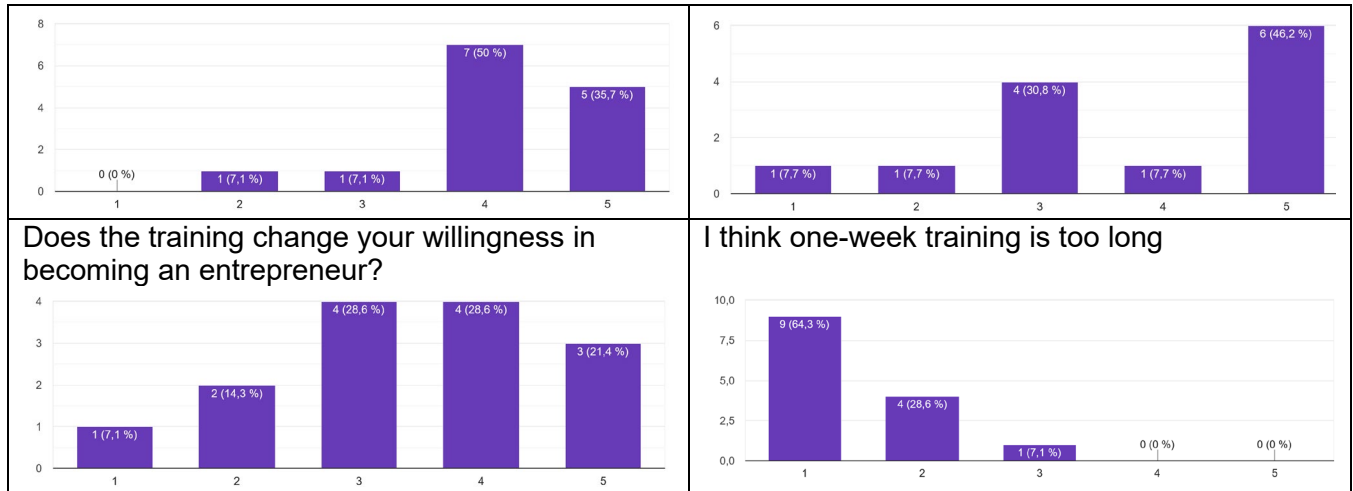 8
6
4
2
0
0 (0 %)
1 (7,1 %)
1 (7,1 %)
7 (50 %)
5 (35,7 %)
1 2 3 4 5
6
4
2
0
1 (7,7 %)
1 (7,7 %)
4 (30,8 %)
1 (7,7 %)
6 (46,2 %)
1 2 3 4 5
Does the training change your willingness in
becoming an entrepreneur?
4
3
2
1
0
1 (7,1 %)
2 (14,3 %)
4 (28,6 %)
4 (28,6 %)
3 (21,4 %)
1 2 3 4 5
I think one-week training is too long
10,0
7,5
5,0
2,5
0,0
9 (64,3 %)
4 (28,6 %)
1 (7,1 %)
0 (0 %)
0 (0 %)
1 2 3 4 5